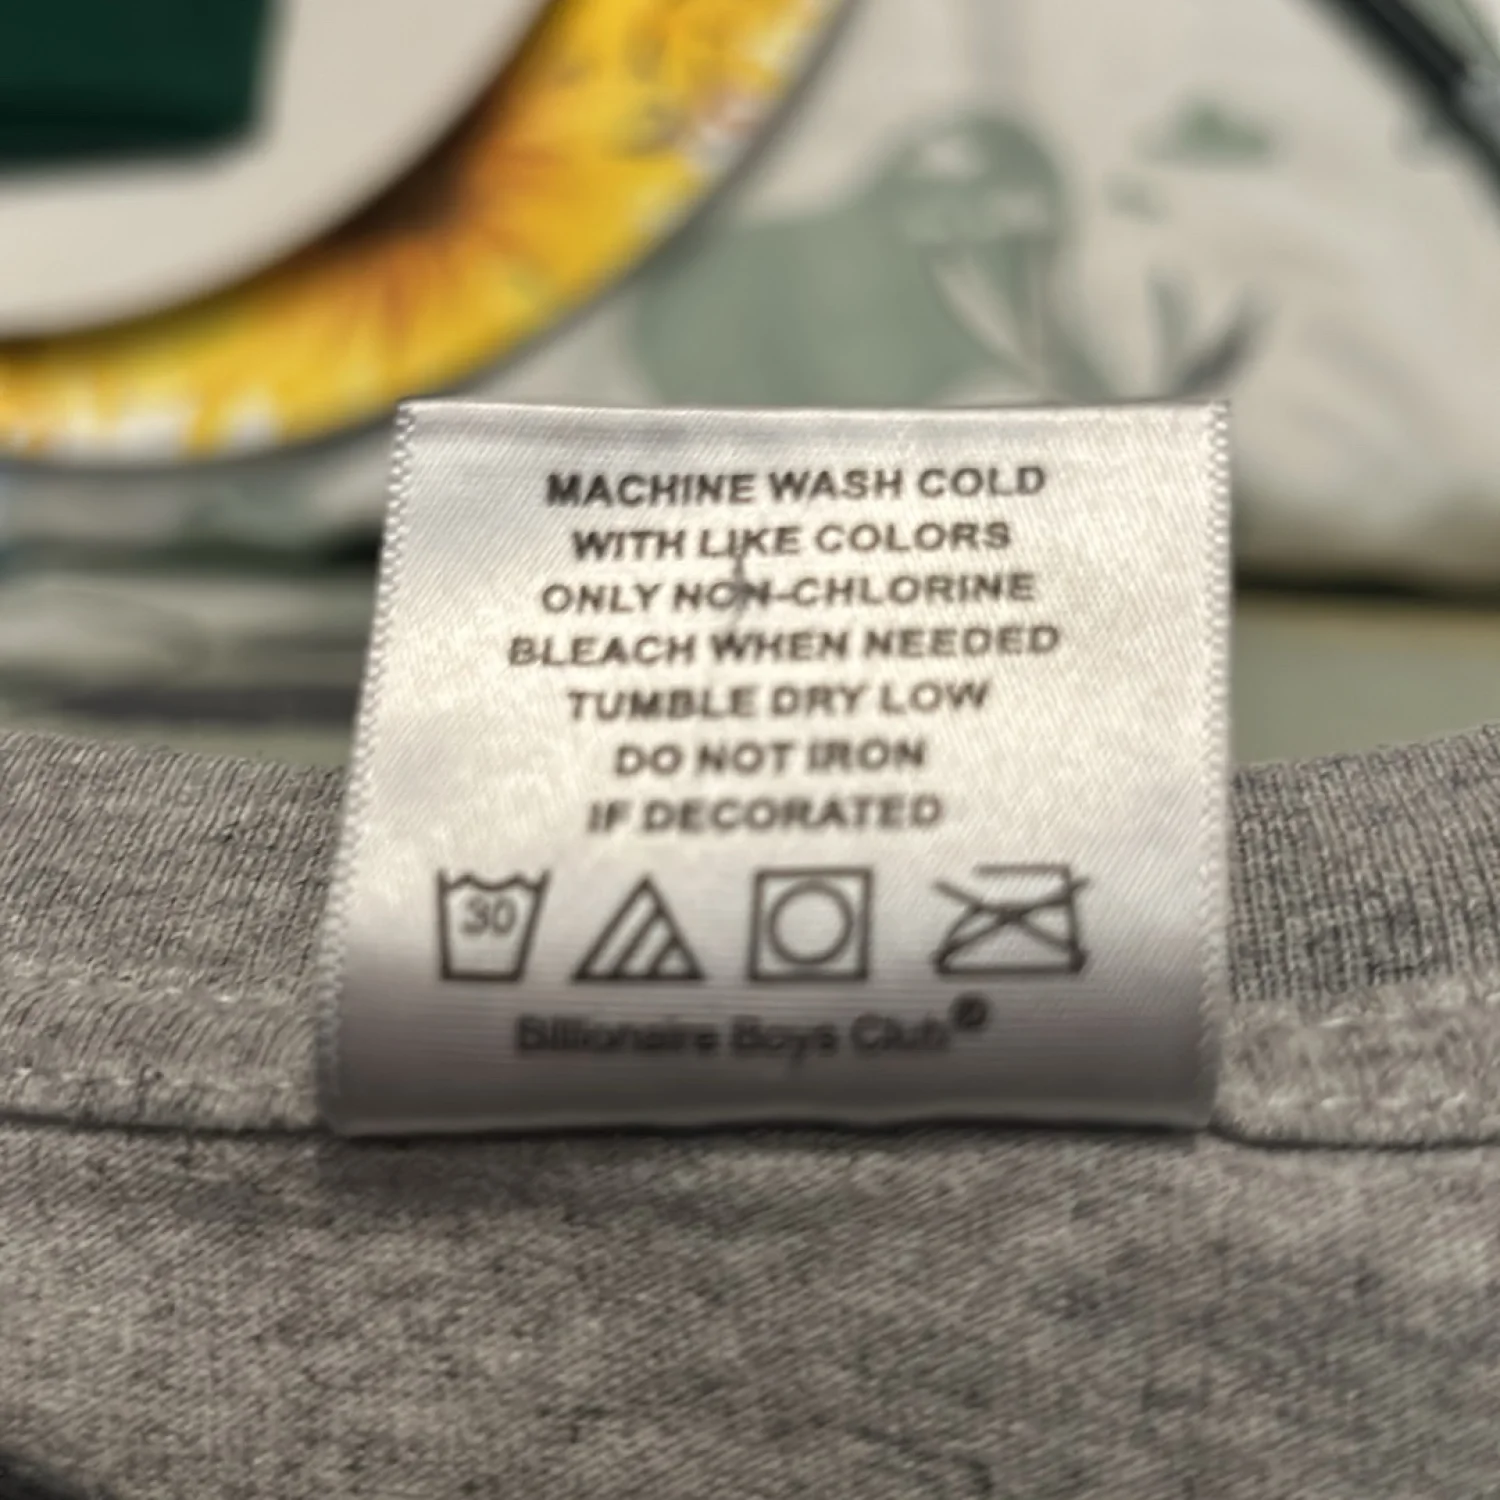 MACHINE WASH COLD
WITH LIKE COLORS
ONLY NON-CHLORINE
BLEACH WHEN NEEDED
TUMBLE DRY LOW
DO NOT IRON
IF DECORATED
30
Billionaire Boys Club®